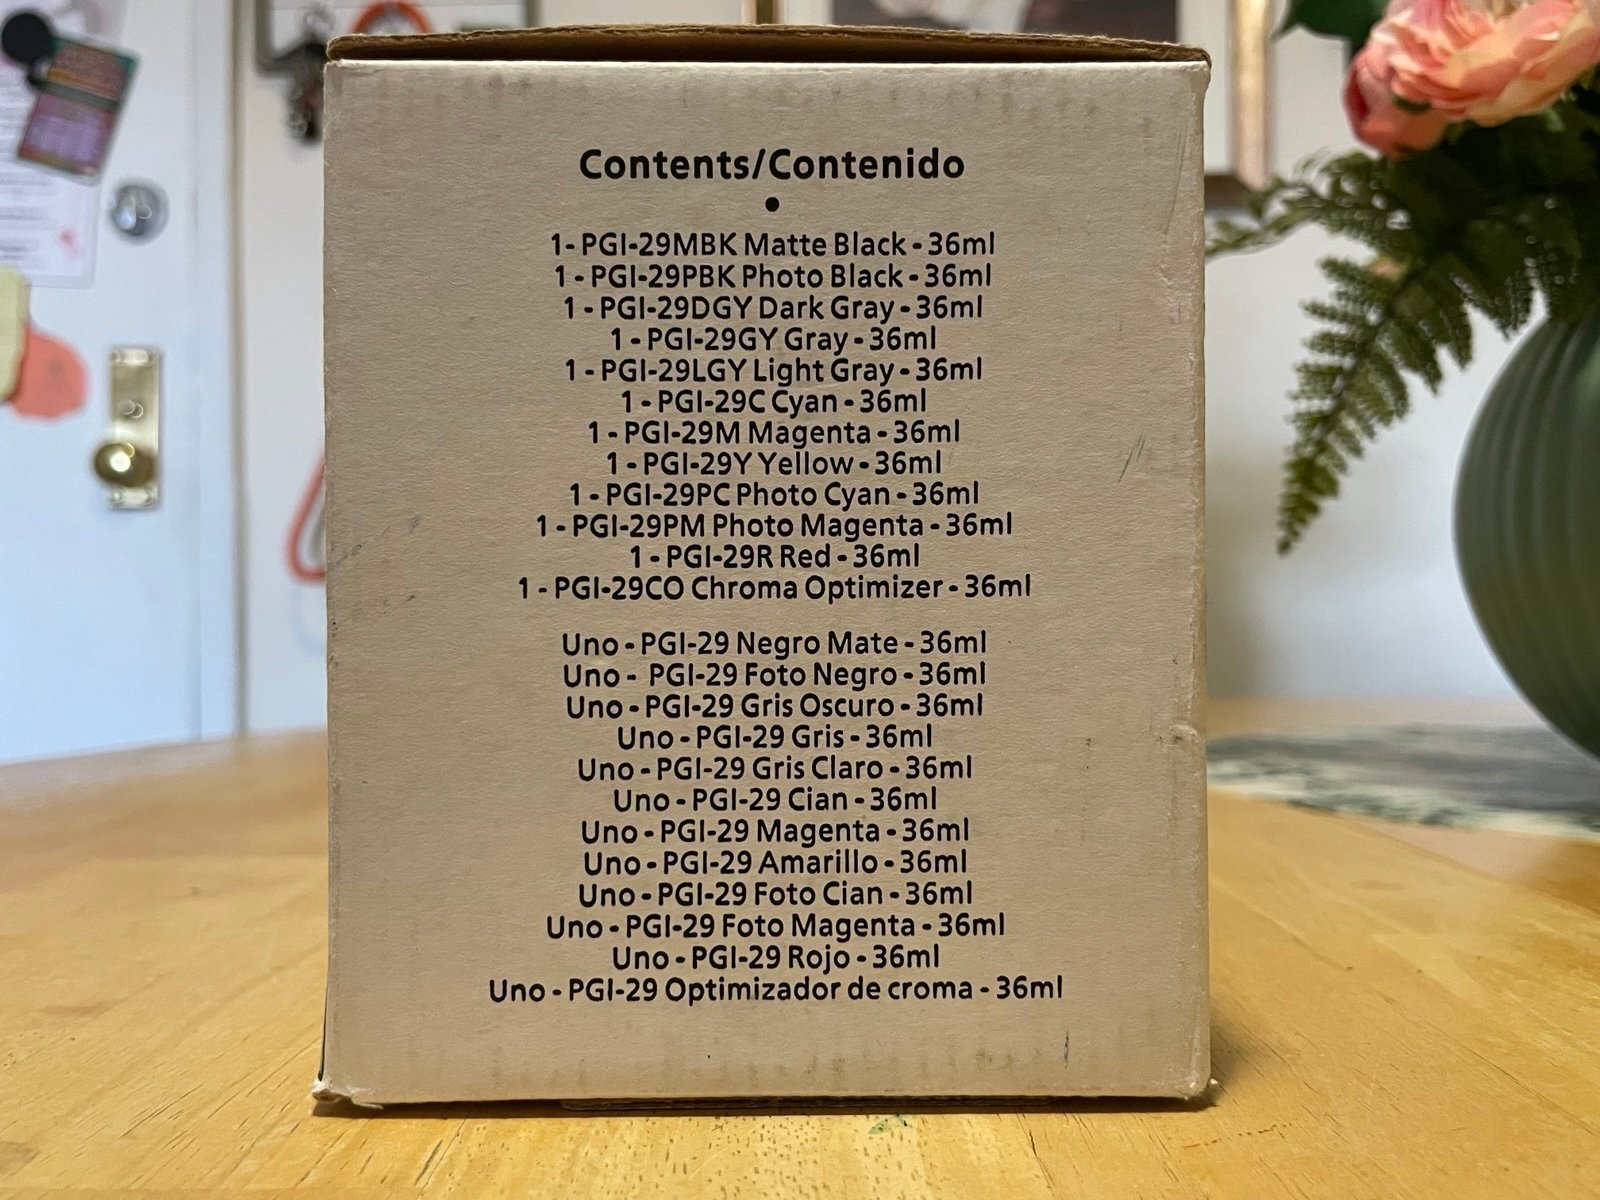 Contents/Contenido
•
1- PGI-29MBK Matte Black - 36ml
1 - PGI-29PBK Photo Black - 36ml
1 - PGI-29DGY Dark Gray - 36ml
1 - PGI-29GY Gray - 36ml
1 - PGI-29LGY Light Gray - 36ml
1 - PGI-29C Cyan - 36ml
1 - PGI-29M Magenta - 36ml
1 - PGI-29Y Yellow - 36ml
1 - PGI-29PC Photo Cyan - 36ml
1 - PGI-29PM Photo Magenta - 36ml
1 - PGI-29R Red - 36ml
1 - PGI-29CO Chroma Optimizer - 36ml
Uno - PGI-29 Negro Mate - 36ml
Uno - PGI-29 Foto Negro - 36ml
Uno - PGI-29 Gris Oscuro - 36ml
Uno - PGI-29 Gris - 36ml
Uno - PGI-29 Gris Claro - 36ml
Uno - PGI-29 Cian - 36ml
Uno - PGI-29 Magenta - 36ml
Uno - PGI-29 Amarillo - 36ml
Uno - PGI-29 Foto Cian - 36ml
Uno - PGI-29 Foto Magenta - 36ml
Uno - PGI-29 Rojo - 36ml
Uno - PGI-29 Optimizador de croma - 36ml